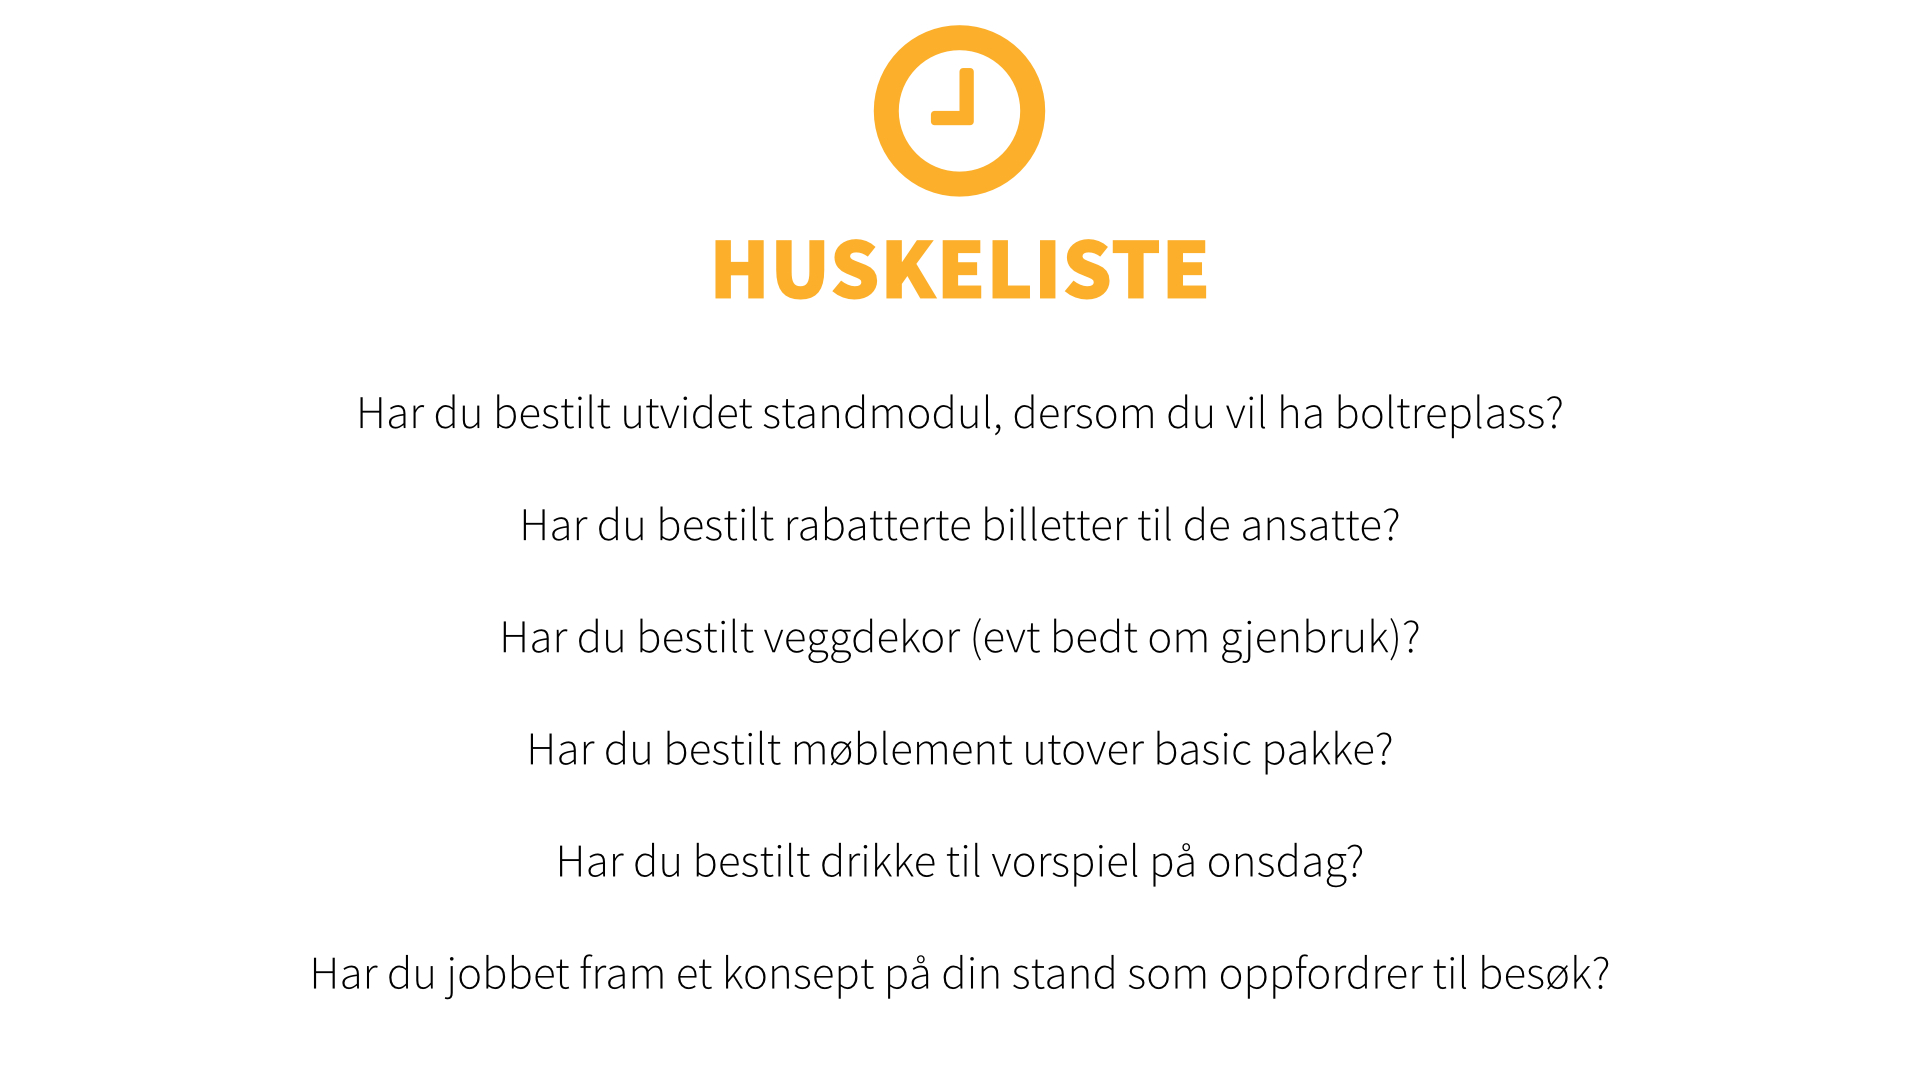 HUSKELISTE
Har du bestilt utvidet standmodul, dersom du vil ha boltreplass?
Har du bestilt rabatterte billetter til de ansatte?
Har du bestilt veggdekor (evt bedt om gjenbruk)?
Har du bestilt møblement utover basic pakke?
Har du bestilt drikke til vorspiel på onsdag?
Har du jobbet fram et konsept på din stand som oppfordrer til besøk?